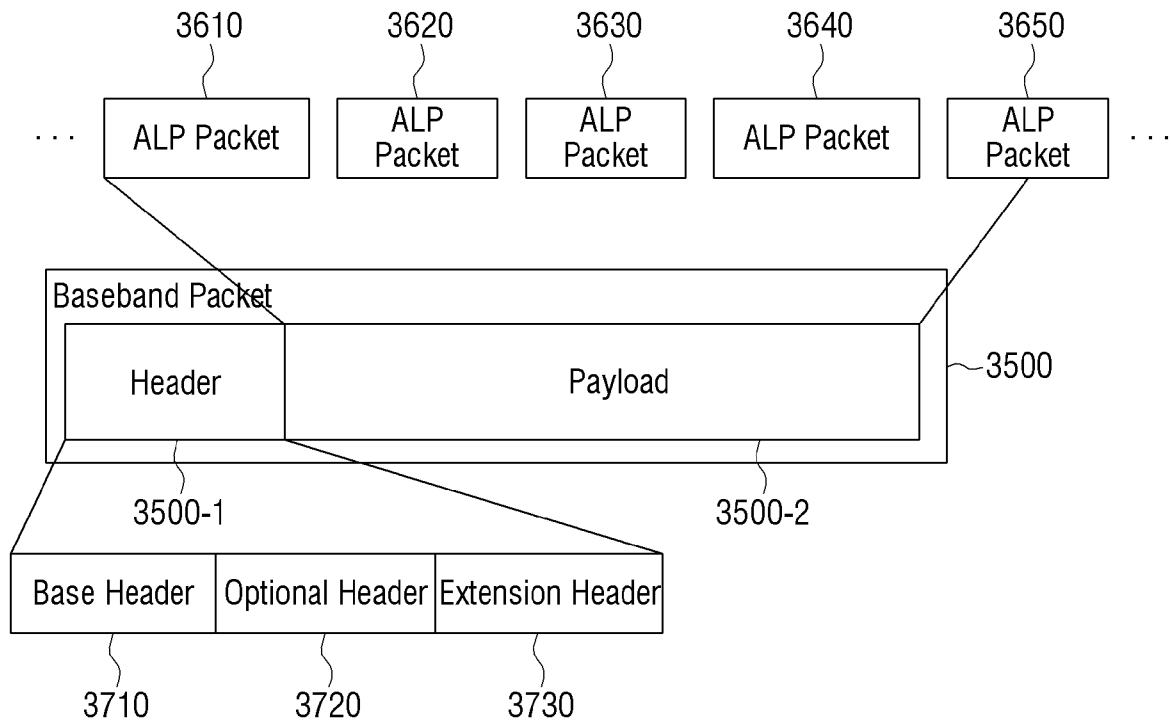 3610 3620 3630 3640 3650
. . . ALP Packet ALP Packet ALP Packet ALP Packet ALP Packet . . .
Baseband Packet
Header Payload 3500
3500-1 3500-2
Base Header Optional Header Extension Header
3710 3720 3730